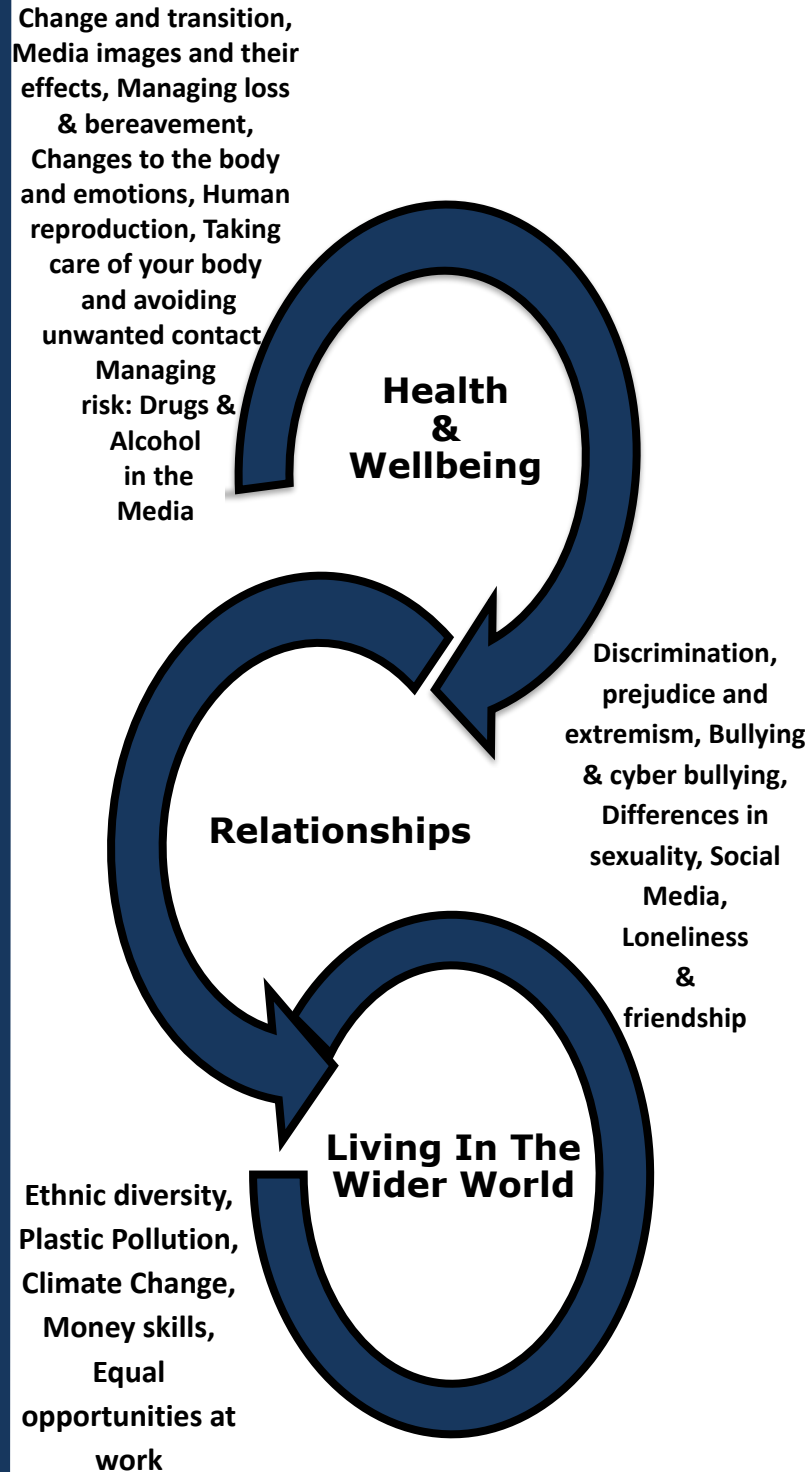 Change and transition,
Media images and their
effects, Managing loss
& bereavement,
Changes to the body
and emotions, Human
reproduction, Taking
care of your body
and avoiding
unwanted contact
Managing
risk: Drugs &
Alcohol
in the
Media
Health
&
Wellbeing
Relationships
Discrimination,
prejudice and
extremism, Bullying
& cyber bullying,
Differences in
sexuality, Social
Media,
Loneliness
&
friendship
Living In The
Wider World
Ethnic diversity,
Plastic Pollution,
Climate Change,
Money skills,
Equal
opportunities at
work